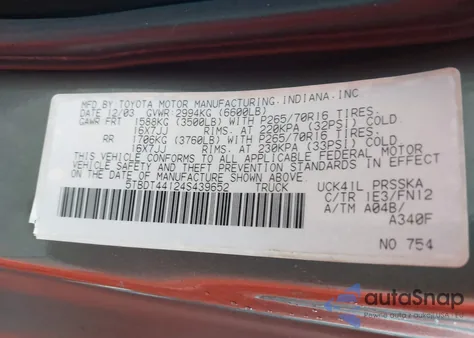 MFD BY TOYOTA MOTOR MANUFACTURING, INDIANA, INC
DATE 12/03 GVWR: 2994KG (6600LB)
GAWR FRT 1588KG (3500LB) WITH P265/70R16 TIRES.
16X7JJ RIMS. AT 220KPA (32PSI) COLD
RR 1706KG (3760LB) WITH P265/70R16 TIRES.
16X7JJ RIMS. AT 230KPA (33PSI) COLD
THIS VEHICLE CONFORMS TO ALL APPLICABLE FEDERAL MOTOR
VEHICLE SAFETY AND THEFT PREVENTION STANDARDS IN EFFECT
ON THE DATE OF MANUFACTURE SHOWN ABOVE.
5TBDT44124S439652 TRUCK
UCK41L PRSSKA
C/TR 1E3/FN12
A/TM A04B/
A340F
NO 754
autoSnap